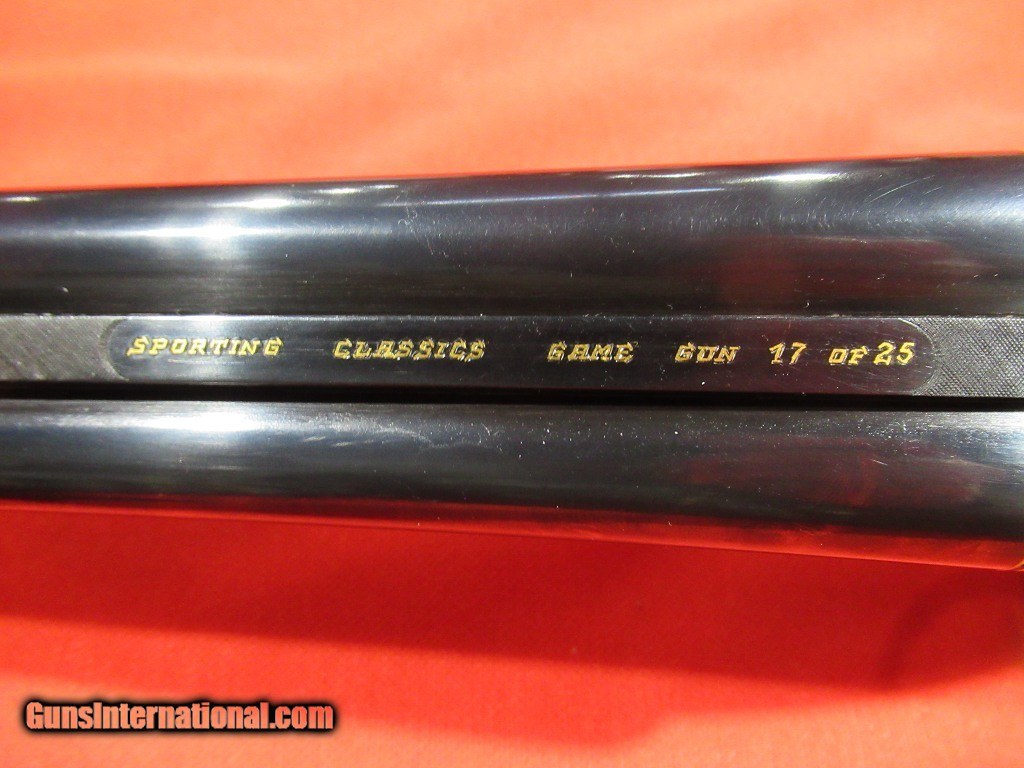 SPORTING CLASSICS GAME GUN 17 OF 25
GunsInternational.com